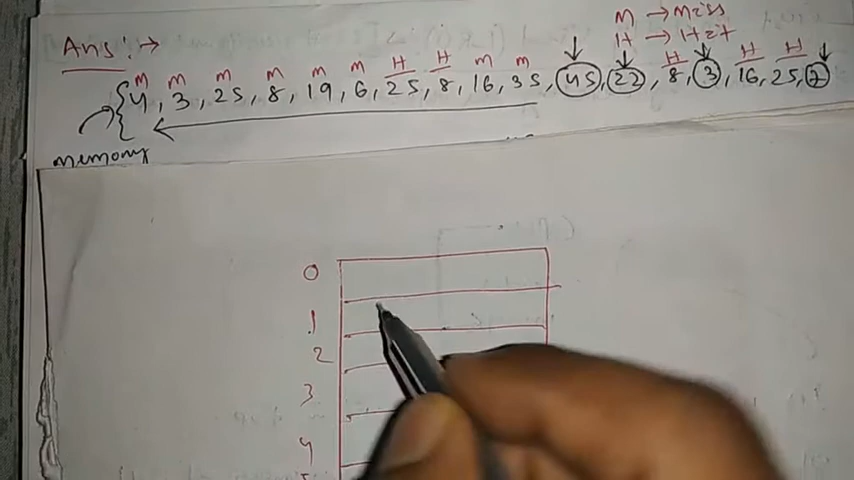 M → Miss
H → Hit
Ans:→
M M M M M M H H M M H H H
{4, 3, 25, 8, 19, 6, 25, 8, 16, 35, 45, 22, 8, 3, 16, 25, 7
memory
0
1
2
3
4